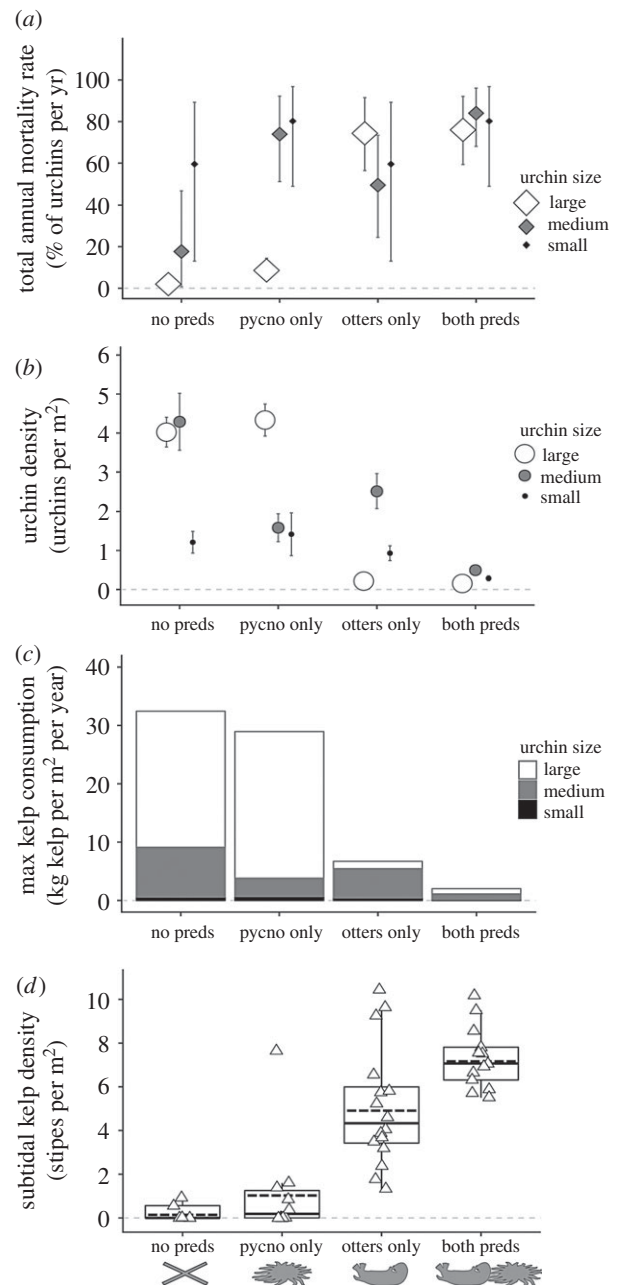 (a)
total annual mortality rate
(% of urchins per yr)
100
80
60
40
20
0
urchin size
large
medium
small
no preds
pycno only
otters only
both preds
(b)
urchin density
(urchins per m²)
6
5
4
3
2
1
0
urchin size
large
medium
small
no preds
pycno only
otters only
both preds
(c)
max kelp consumption
(kg kelp per m² per year)
40
30
20
10
0
urchin size
large
medium
small
no preds
pycno only
otters only
both preds
(d)
subtidal kelp density
(stipes per m²)
10
8
6
4
2
0
no preds
pycno only
otters only
both preds